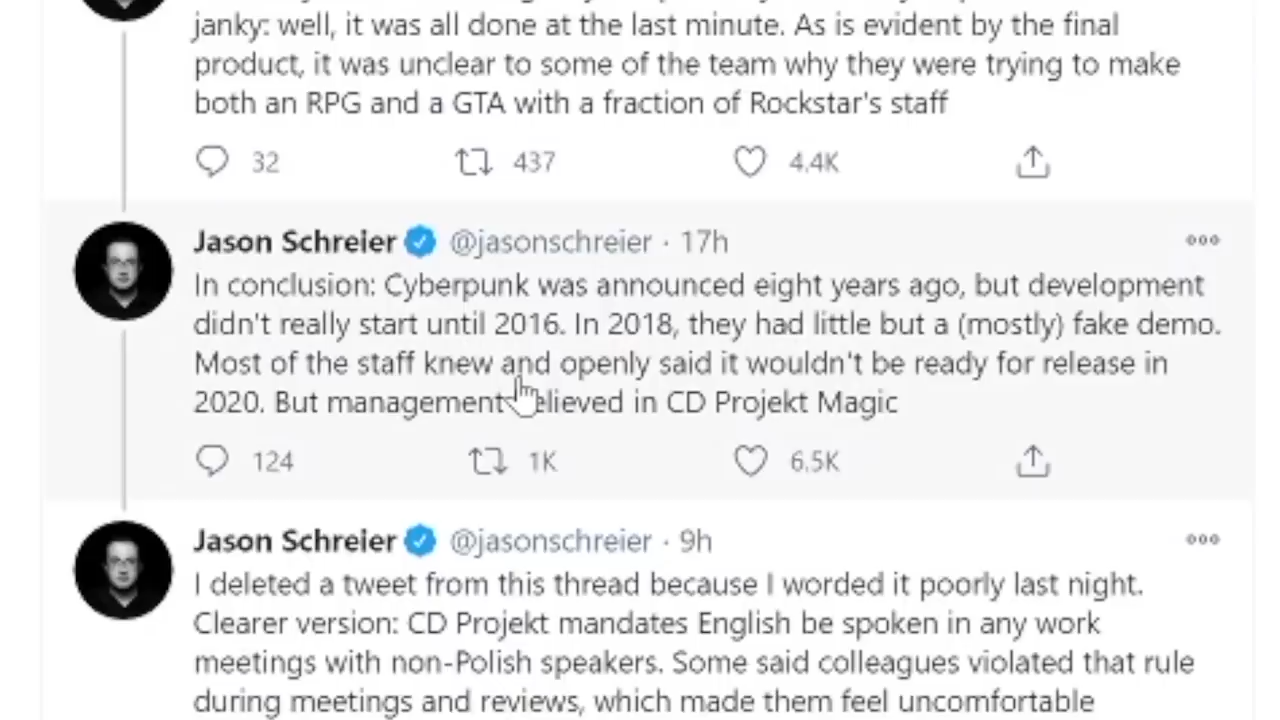 janky: well, it was all done at the last minute. As is evident by the final
product, it was unclear to some of the team why they were trying to make
both an RPG and a GTA with a fraction of Rockstar's staff
32 437 4.4K
Jason Schreier @jasonschreier · 17h
In conclusion: Cyberpunk was announced eight years ago, but development
didn't really start until 2016. In 2018, they had little but a (mostly) fake demo.
Most of the staff knew and openly said it wouldn't be ready for release in
2020. But management believed in CD Projekt Magic
124 1K 6.5K
Jason Schreier @jasonschreier · 9h
I deleted a tweet from this thread because I worded it poorly last night.
Clearer version: CD Projekt mandates English be spoken in any work
meetings with non-Polish speakers. Some said colleagues violated that rule
during meetings and reviews, which made them feel uncomfortable